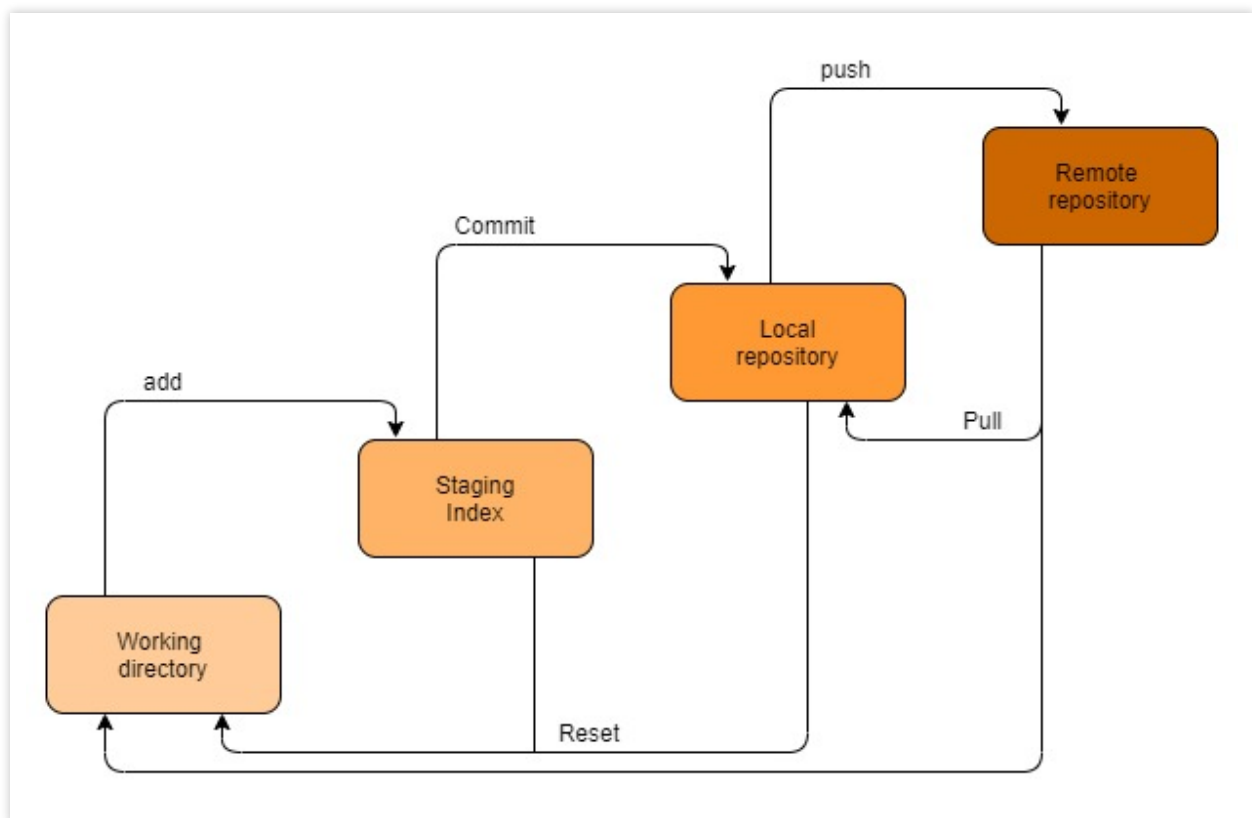 push
Remote
repository
Commit
Local
repository
add
Pull
Staging
Index
Working
directory
Reset